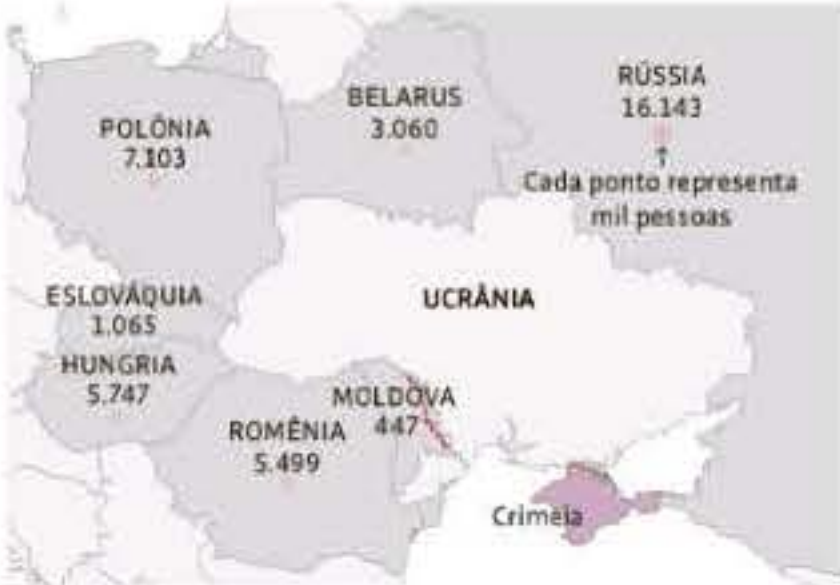 RÚSSIA
16.143
Cada ponto representa
mil pessoas
BELARUS
3.060
POLÔNIA
7.103
UCRÂNIA
ESLOVÁQUIA
1.065
HUNGRIA
5.747
MOLDOVA
447
ROMÊNIA
5.499
Crimeia